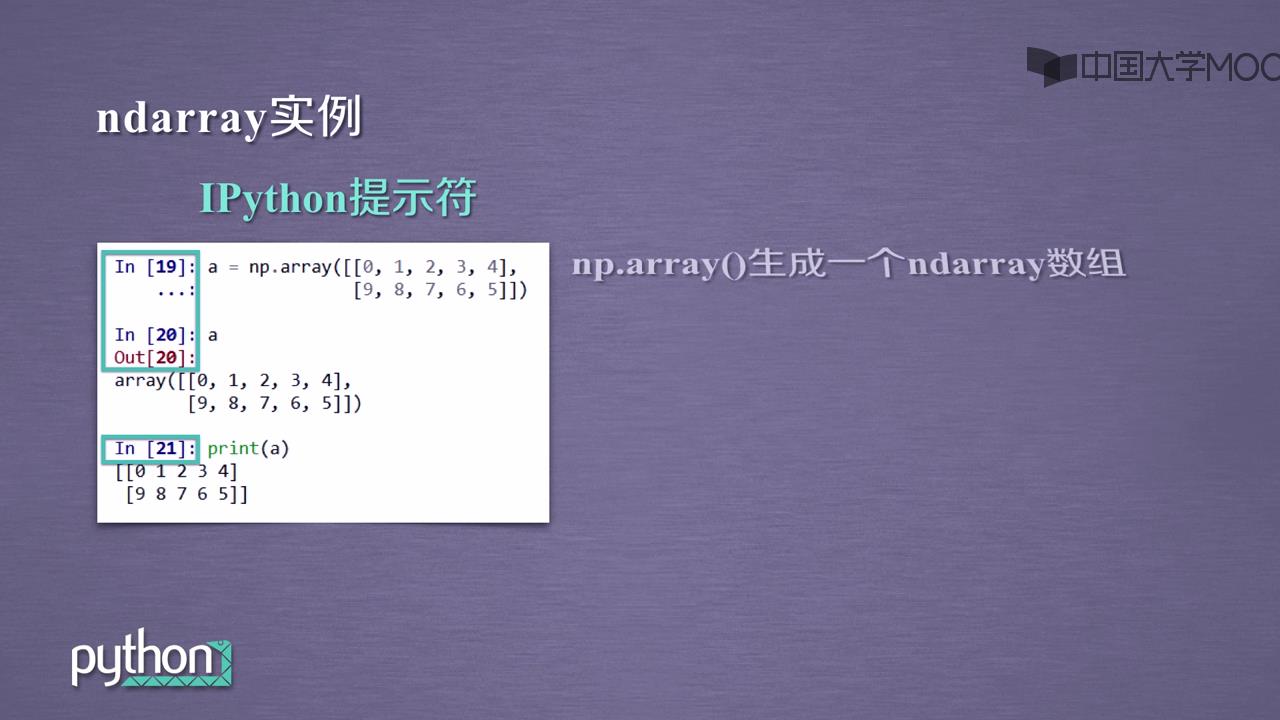 中国大学MOO
ndarray实例
IPython提示符
In [19]: a = np.array([[0, 1, 2, 3, 4],
...: [9, 8, 7, 6, 5]])
np.array()生成一个ndarray数组
In [20]: a
Out[20]:
array([[0, 1, 2, 3, 4],
[9, 8, 7, 6, 5]])
In [21]: print(a)
[[0 1 2 3 4]
[9 8 7 6 5]]
python